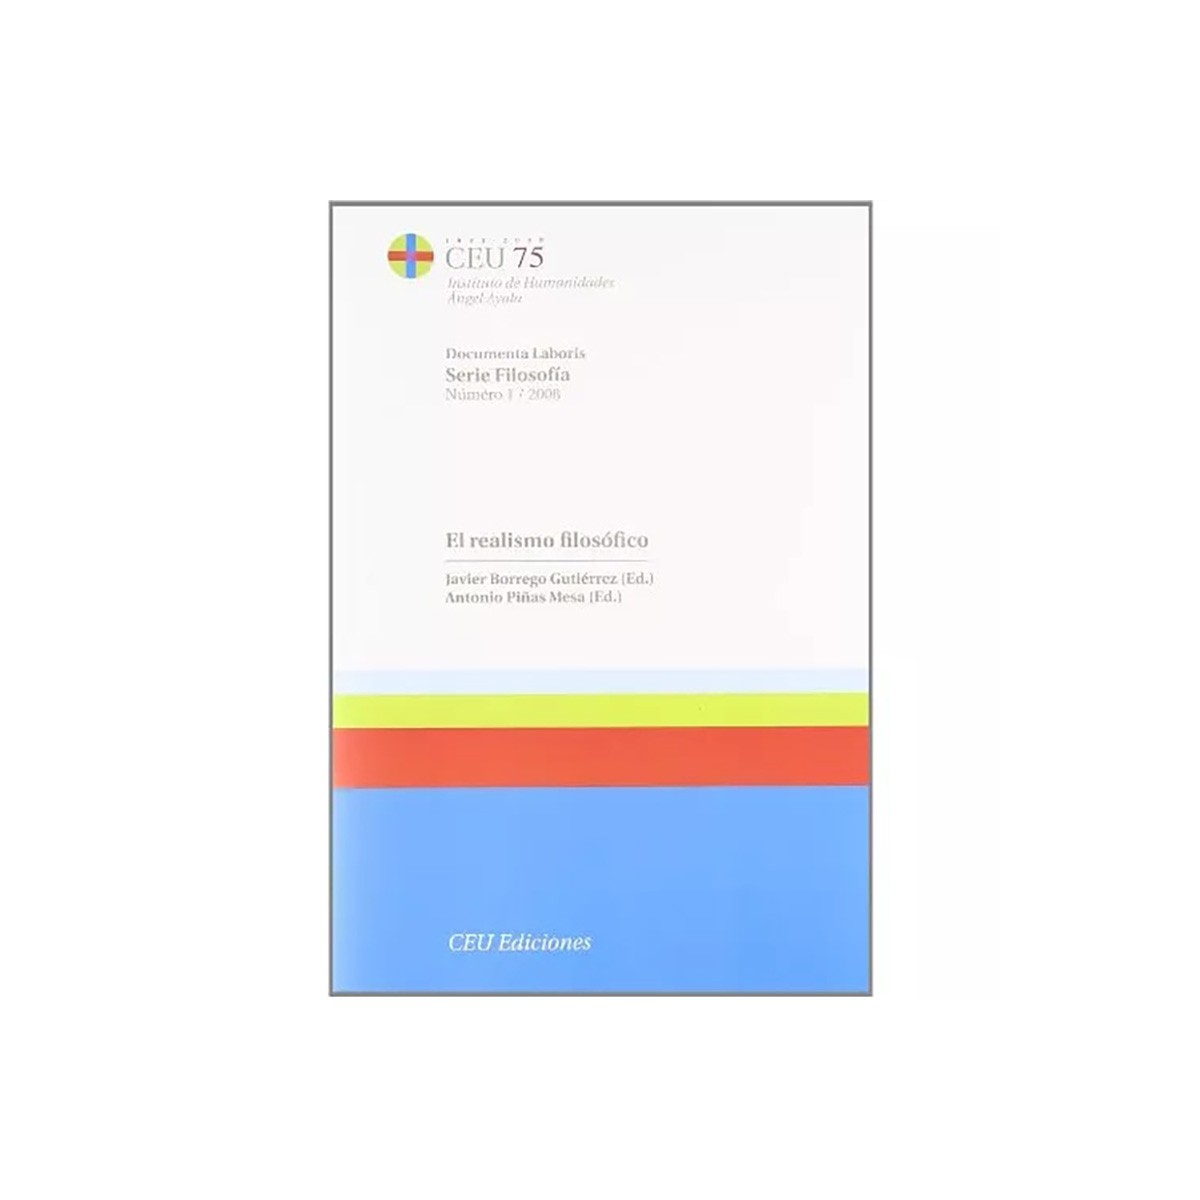 CEU 75
Instituto de Humanidades
Ángel Ayala
Documenta Laboris
Serie Filosofía
Número 1 / 2008
El realismo filosófico
Javier Borrego Gutiérrez (Ed.)
Antonio Piñas Mesa (Ed.)
CEU Ediciones